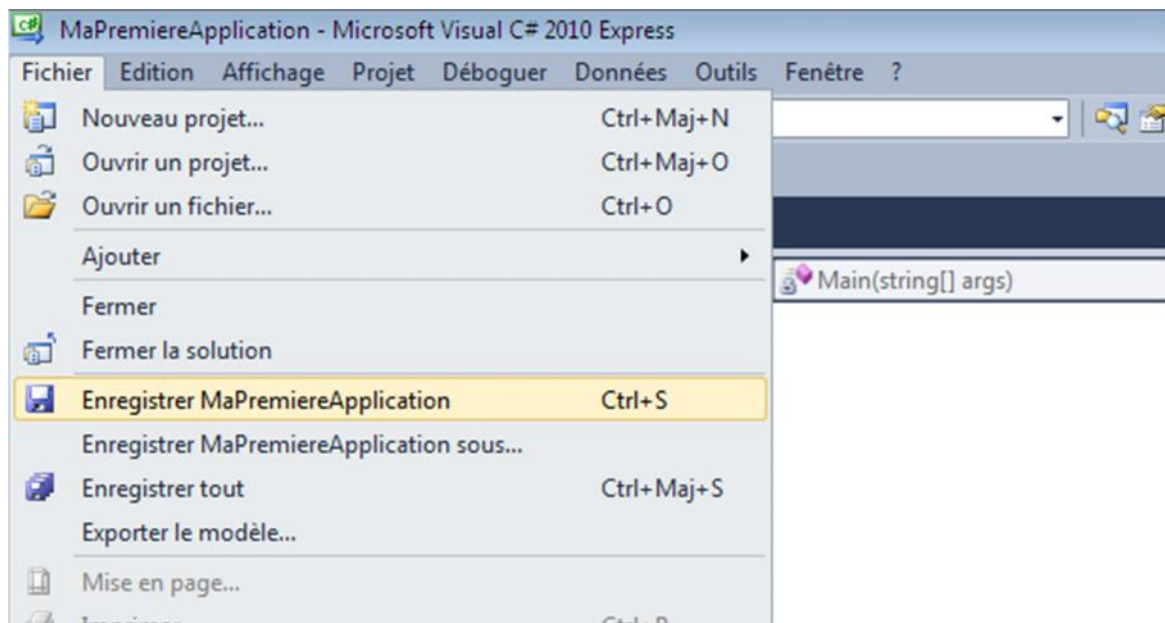 MaPremiereApplication - Microsoft Visual C# 2010 Express
Fichier Edition Affichage Projet Déboguer Données Outils Fenêtre ?
Nouveau projet... Ctrl+Maj+N
Ouvrir un projet... Ctrl+Maj+O
Ouvrir un fichier... Ctrl+O
Ajouter
Main(string[] args)
Fermer
Fermer la solution
Enregistrer MaPremiereApplication Ctrl+S
Enregistrer MaPremiereApplication sous...
Enregistrer tout Ctrl+Maj+S
Exporter le modèle...
Mise en page...